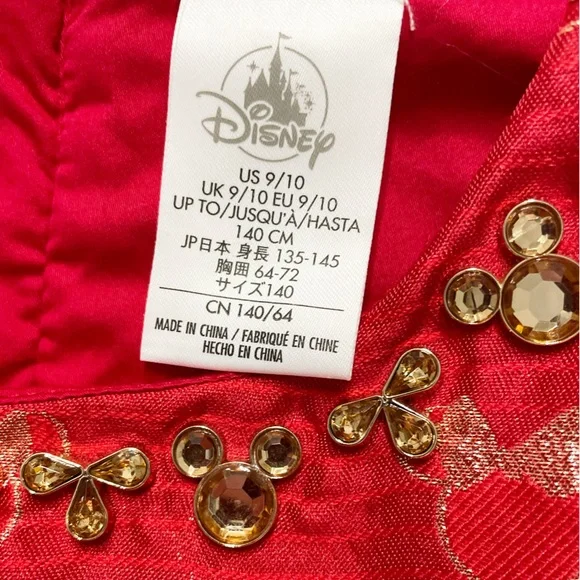 Disney
US 9/10
UK 9/10 EU 9/10
UP TO/JUSQU'À/HASTA
140 CM
JP日本 身長 135-145
胸囲 64-72
サイズ140
CN 140/64
MADE IN CHINA / FABRIQUÉ EN CHINE
HECHO EN CHINA